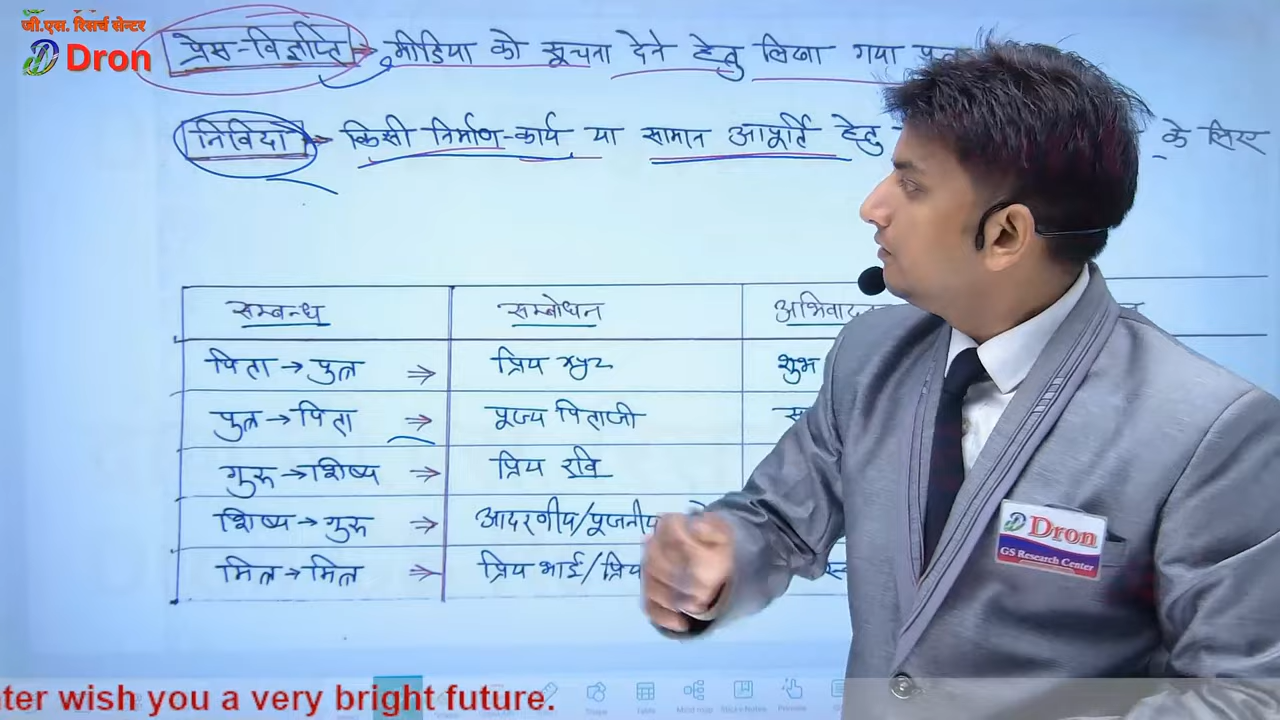 जी.एस. रिसर्च सेन्टर
Dron
प्रेस-विज्ञप्ति → मीडिया को सूचना देने हेतु लिखा गया
निविदा → किसी निर्माण-कार्य या सामान आपूर्ति हेतु के लिए
सम्बन्ध सम्बोधन
पिता → पुत्र ⇒ प्रिय शुभ
पुत्र → पिता ⇒ पूज्य पिताजी
गुरू → शिष्य ⇒ प्रिय रवि
शिष्य → गुरू ⇒ आदरणीय/पूजनीय
मित्र → मित्र ⇒ प्रिय भाई/प्रिय
Dron
GS Research Center
wish you a very bright future.